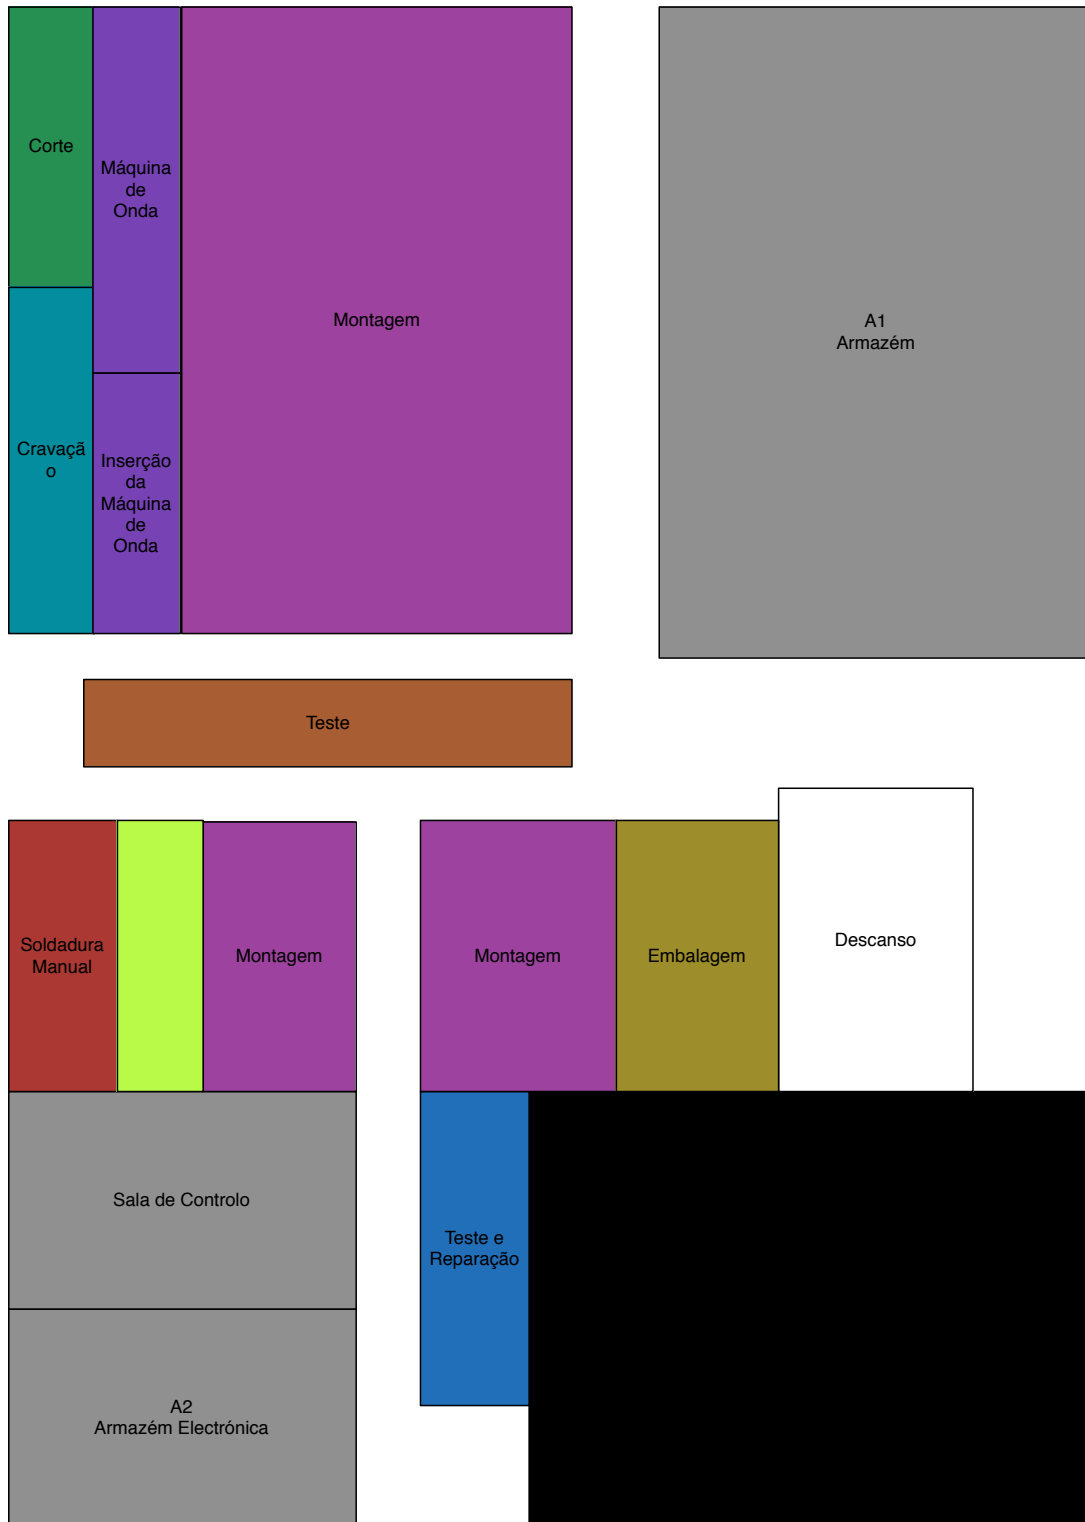 Corte
Máquina
de
Onda
Montagem
A1
Armazém
Cravaçã
o
Inserção
da
Máquina
de
Onda
Teste
Soldadura
Manual
Montagem
Montagem
Embalagem
Descanso
Sala de Controlo
Teste e
Reparação
A2
Armazém Electrónica